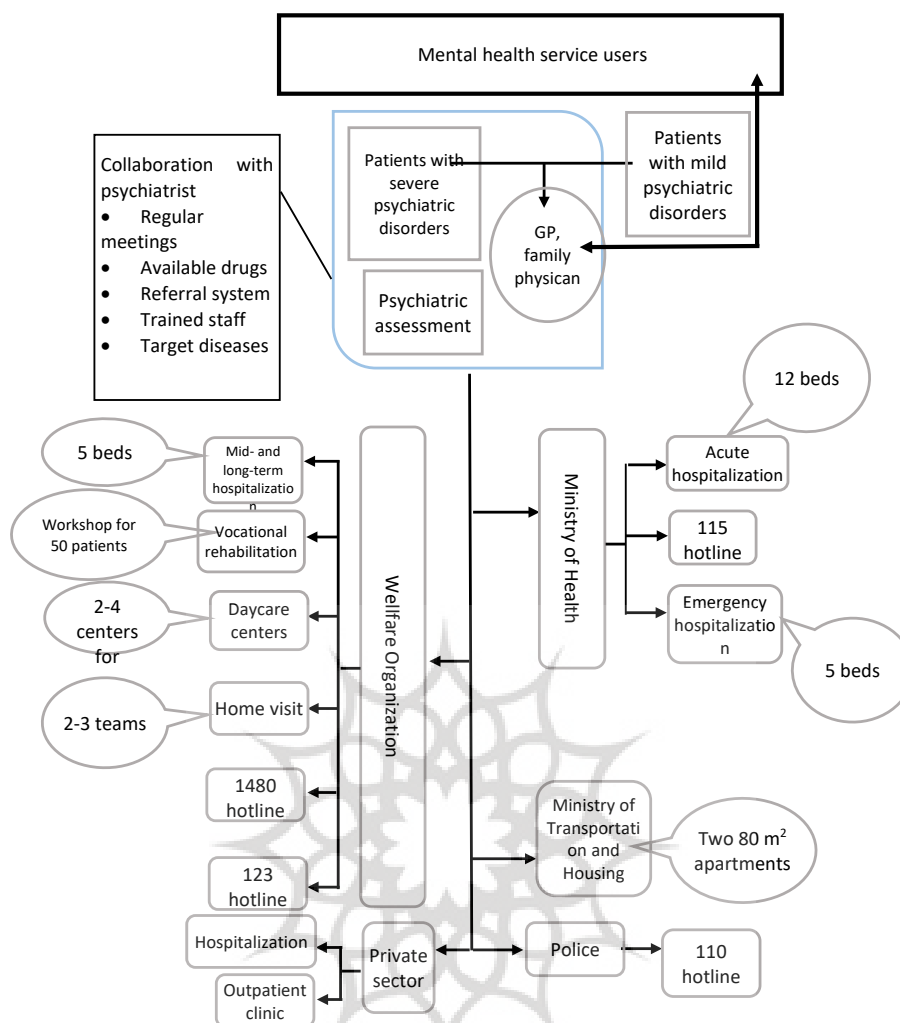 Mental health service users
Collaboration with
psychiatrist
• Regular
meetings
• Available drugs
• Referral system
• Trained staff
• Target diseases
Patients with
severe
psychiatric
disorders
Patients
with mild
psychiatric
disorders
GP,
family
physican
Psychiatric
assessment
12 beds
5 beds
Mid- and
long-term
hospitalizatio
n
Workshop for
50 patients
Vocational
rehabilitation
2-4
centers
for
Daycare
centers
2-3 teams
Home visit
1480
hotline
123
hotline
Wellfare Organization
Ministry of Health
Acute
hospitalization
115
hotline
Emergency
hospitalizatio
n
5 beds
Ministry of
Transportati
on and
Housing
Two 80 m²
apartments
Hospitalization
Outpatient
clinic
Private
sector
Police
110
hotline